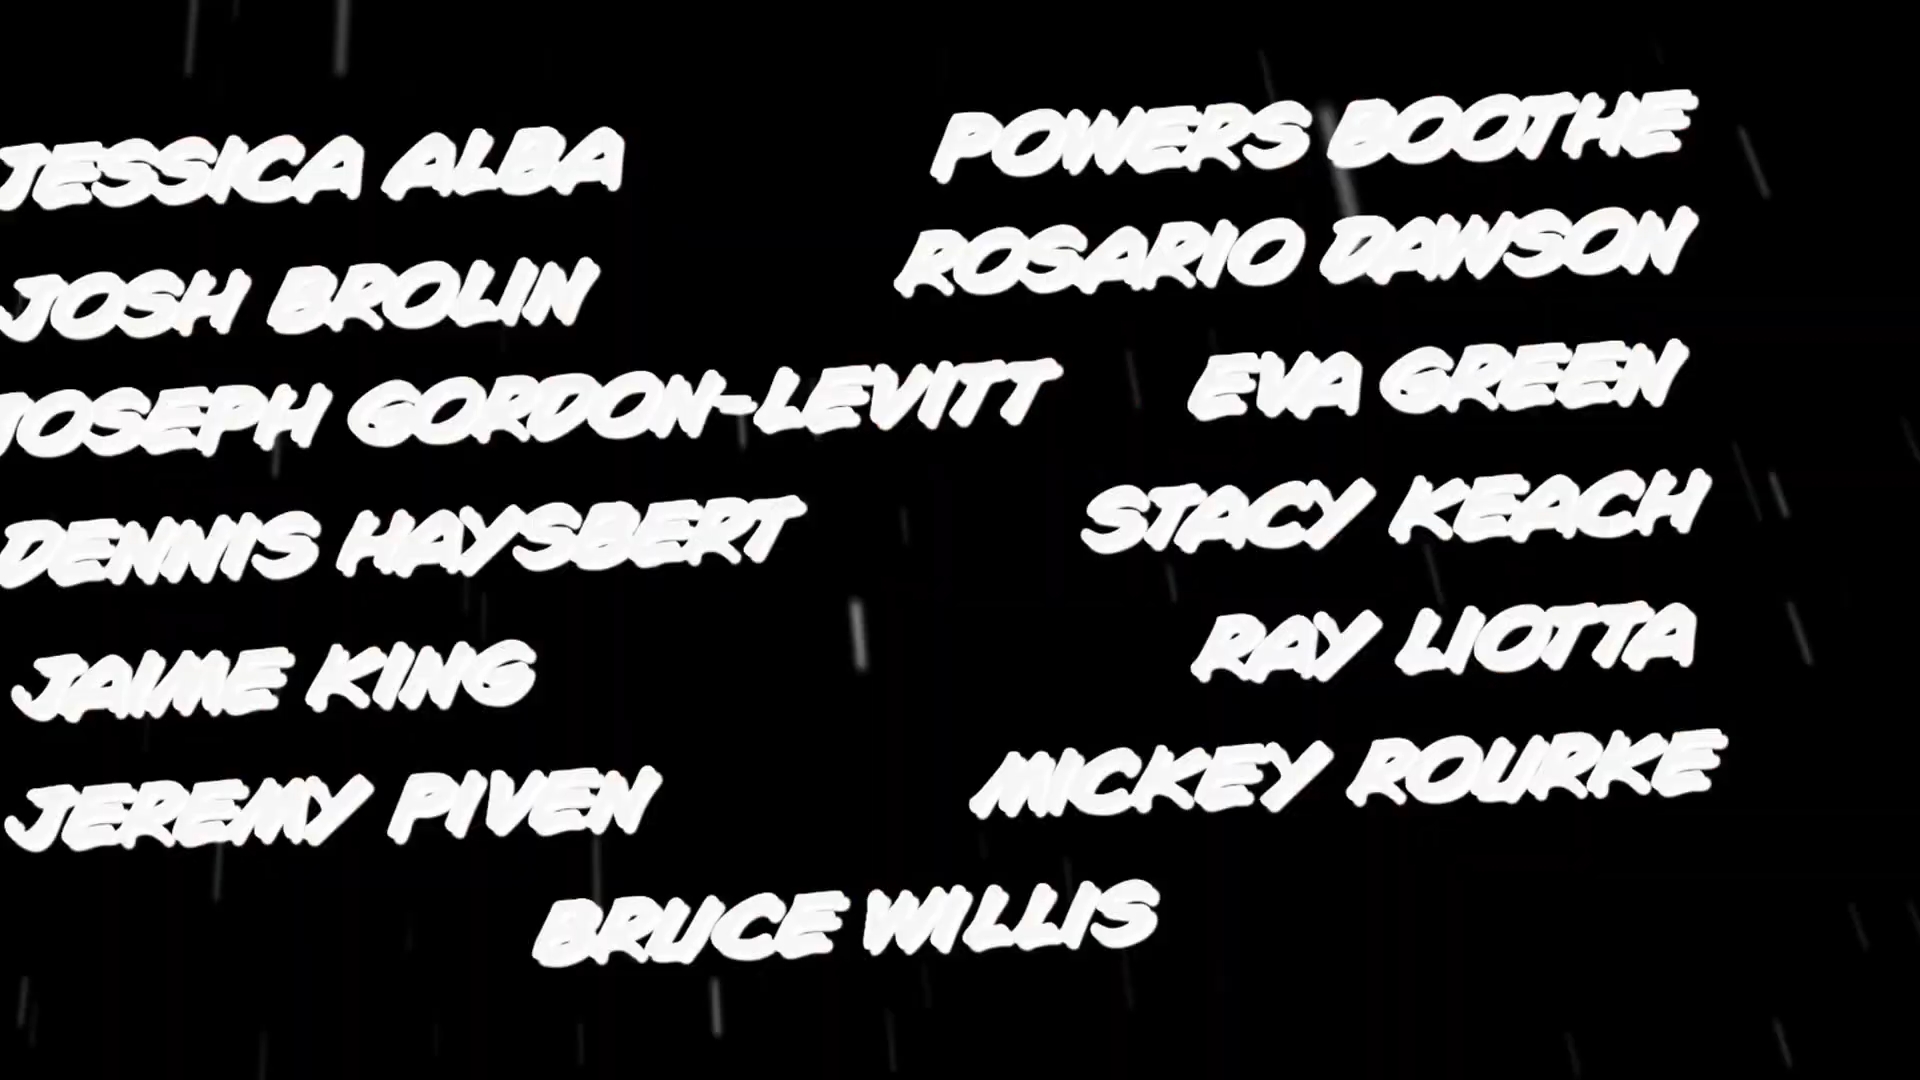 JESSICA ALBA
POWERS BOOTHE
JOSH BROLIN
ROSARIO DAWSON
JOSEPH GORDON-LEVITT
EVA GREEN
DENNIS HAYSBERT
STACY KEACH
JAIME KING
RAY LIOTTA
JEREMY PIVEN
MICKEY ROURKE
BRUCE WILLIS